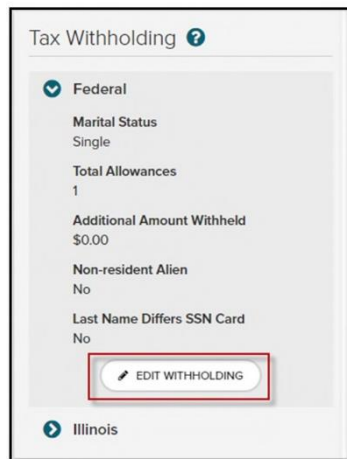 Tax Withholding ?
Federal
Marital Status
Single
Total Allowances
1
Additional Amount Withheld
$0.00
Non-resident Alien
No
Last Name Differs SSN Card
No
EDIT WITHHOLDING
Illinois